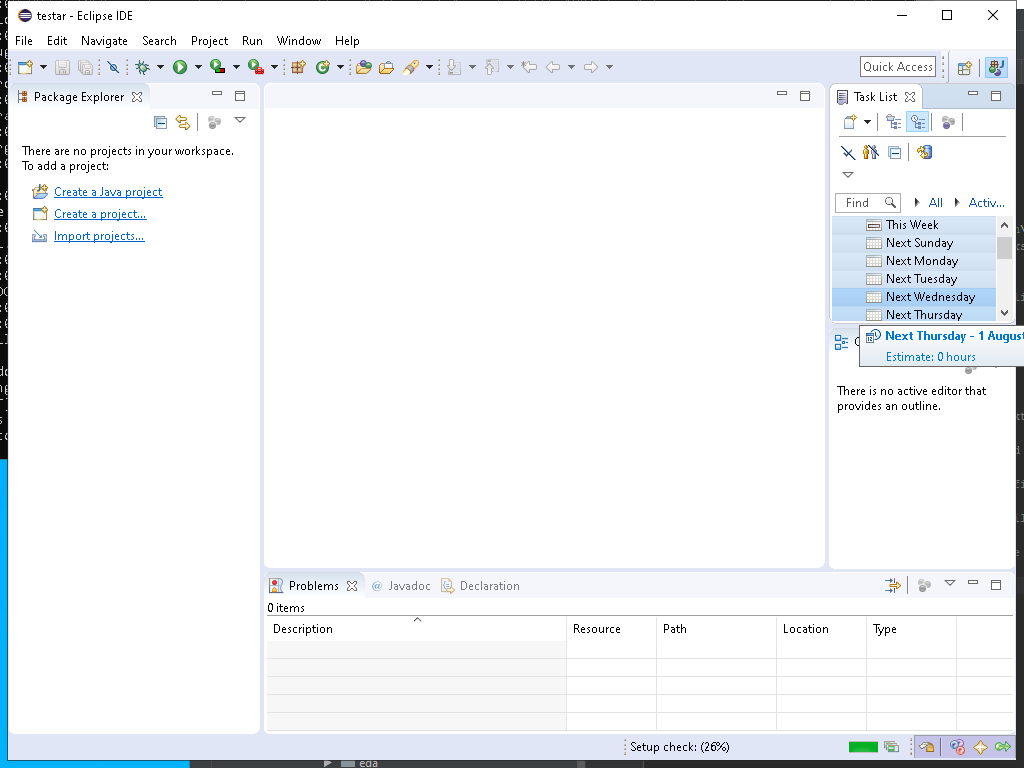 testar - Eclipse IDE
File Edit Navigate Search Project Run Window Help
Quick Access
Package Explorer
There are no projects in your workspace.
To add a project:
Create a Java project
Create a project...
Import projects...
Task List
Find All Activ...
This Week
Next Sunday
Next Monday
Next Tuesday
Next Wednesday
Next Thursday
Next Thursday - 1 August
Estimate: 0 hours
There is no active editor that
provides an outline.
Problems @ Javadoc Declaration
0 items
Description Resource Path Location Type
Setup check: (26%)
eda